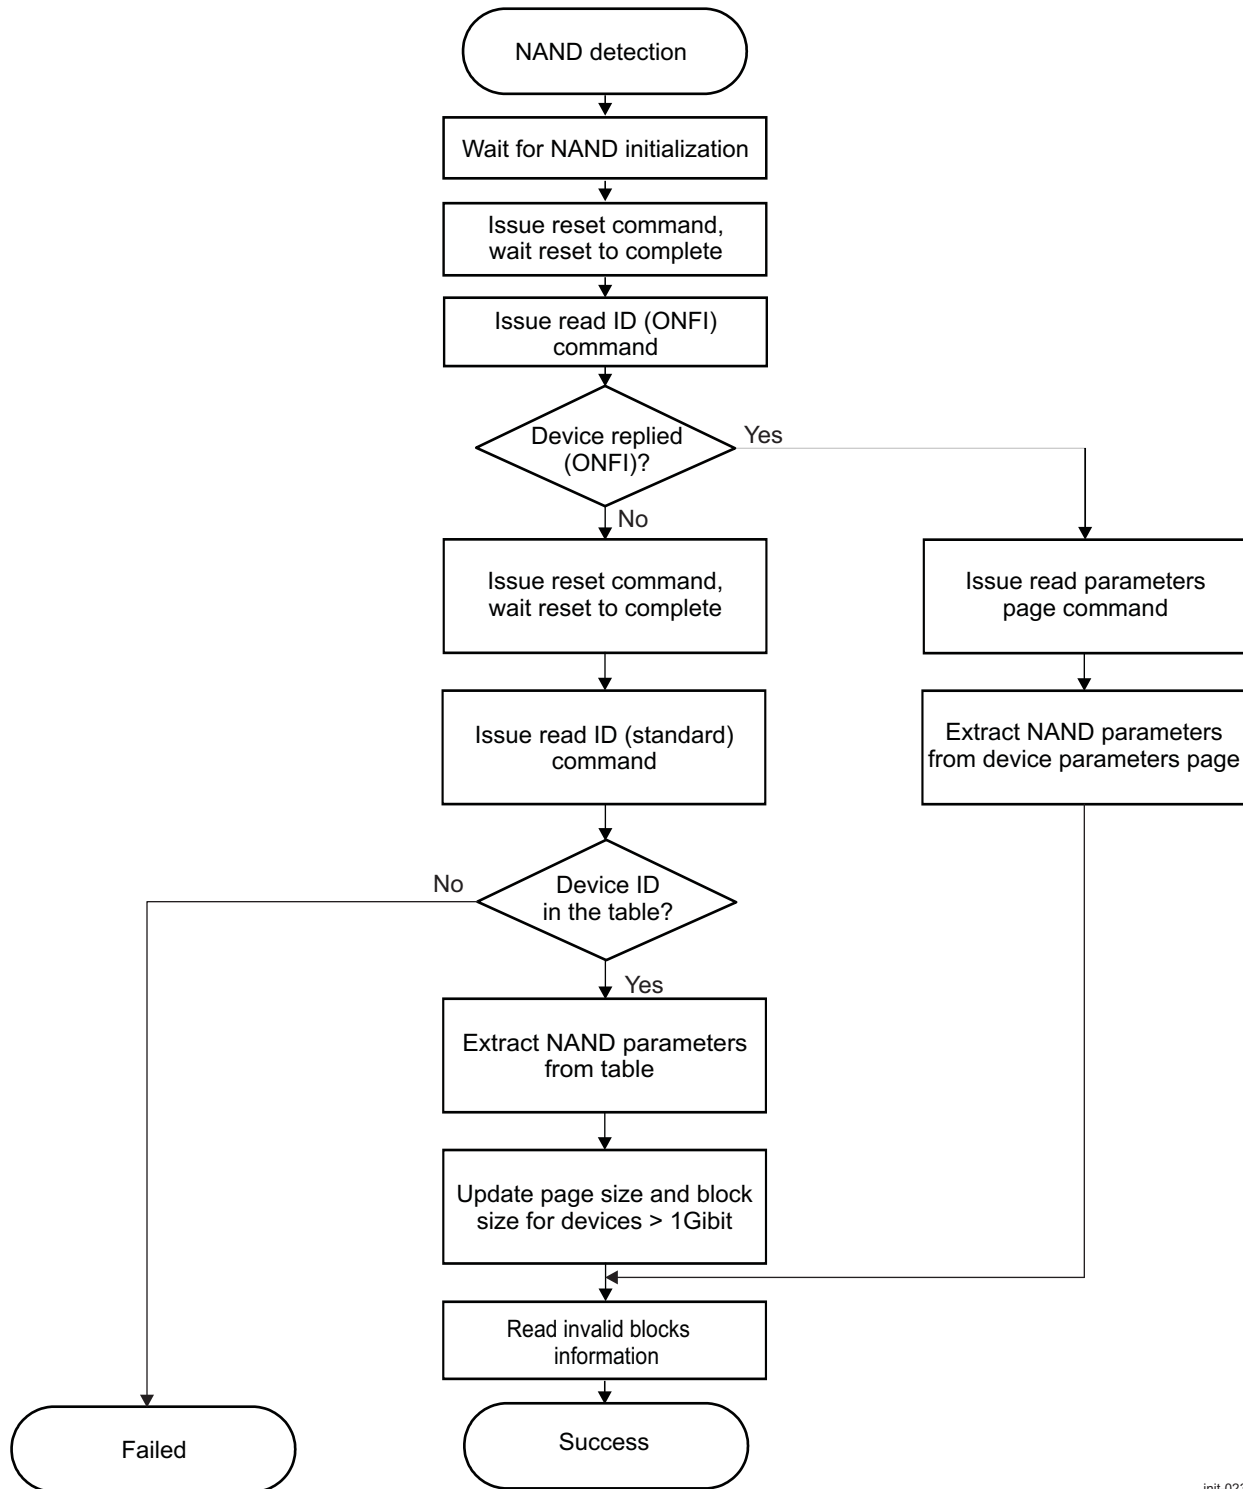 NAND detection
Wait for NAND initialization
Issue reset command,
wait reset to complete
Issue read ID (ONFI)
command
Device replied
(ONFI)?
Yes
No
Issue reset command,
wait reset to complete
Issue read parameters
page command
Issue read ID (standard)
command
Extract NAND parameters
from device parameters page
Device ID
in the table?
No
Yes
Extract NAND parameters
from table
Update page size and block
size for devices > 1Gibit
Read invalid blocks
information
Failed
Success